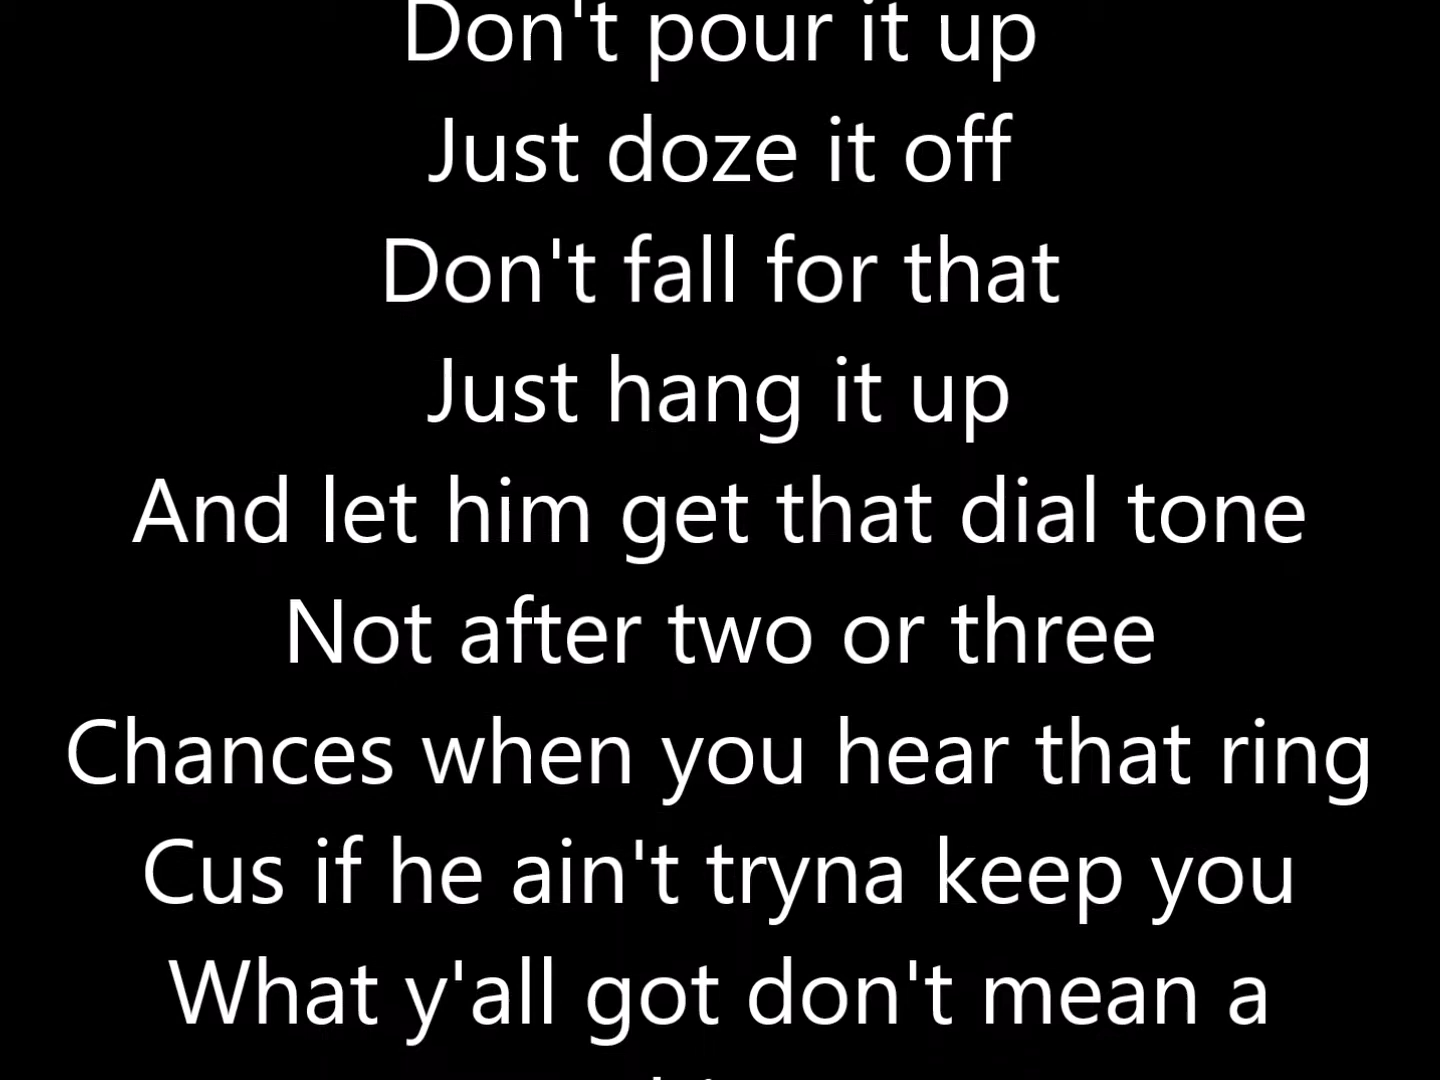 Don't pour it up
Just doze it off
Don't fall for that
Just hang it up
And let him get that dial tone
Not after two or three
Chances when you hear that ring
Cus if he ain't tryna keep you
What y'all got don't mean a